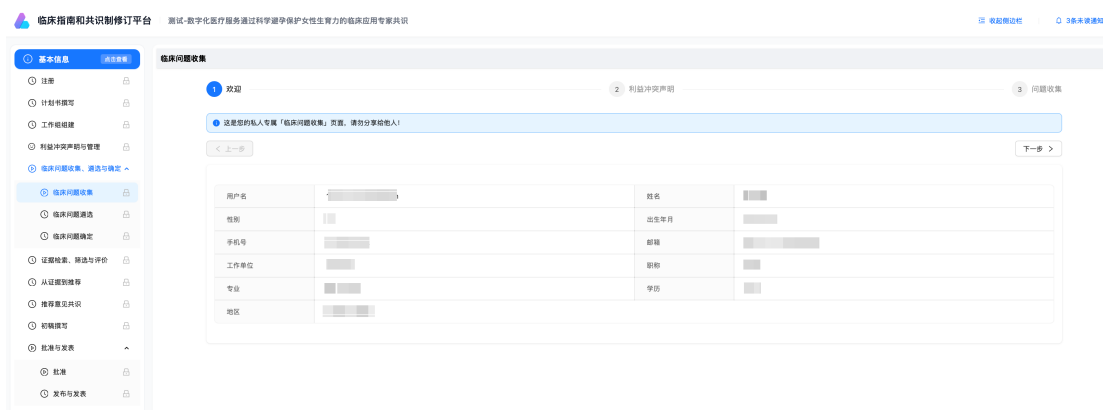 临床指南和共识制修订平台 测试-数字化医疗服务通过科学避孕保护女性生育力的临床应用专家共识 收起侧边栏 3条未读通知
基本信息 点击查看
临床问题收集
注册
计划书撰写
工作组组建
利益冲突声明与管理
临床问题收集、遴选与确定
临床问题收集
临床问题遴选
临床问题确定
证据检索、筛选与评价
从证据到推荐
推荐意见共识
初稿撰写
批准与发表
批准
发布与发表
1 欢迎 2 利益冲突声明 3 问题收集
这是您的私人专属「临床问题收集」页面，请勿分享给他人！
< 上一步 下一步 >
用户名 姓名
性别 出生年月
手机号 邮箱
工作单位 职称
专业 学历
地区